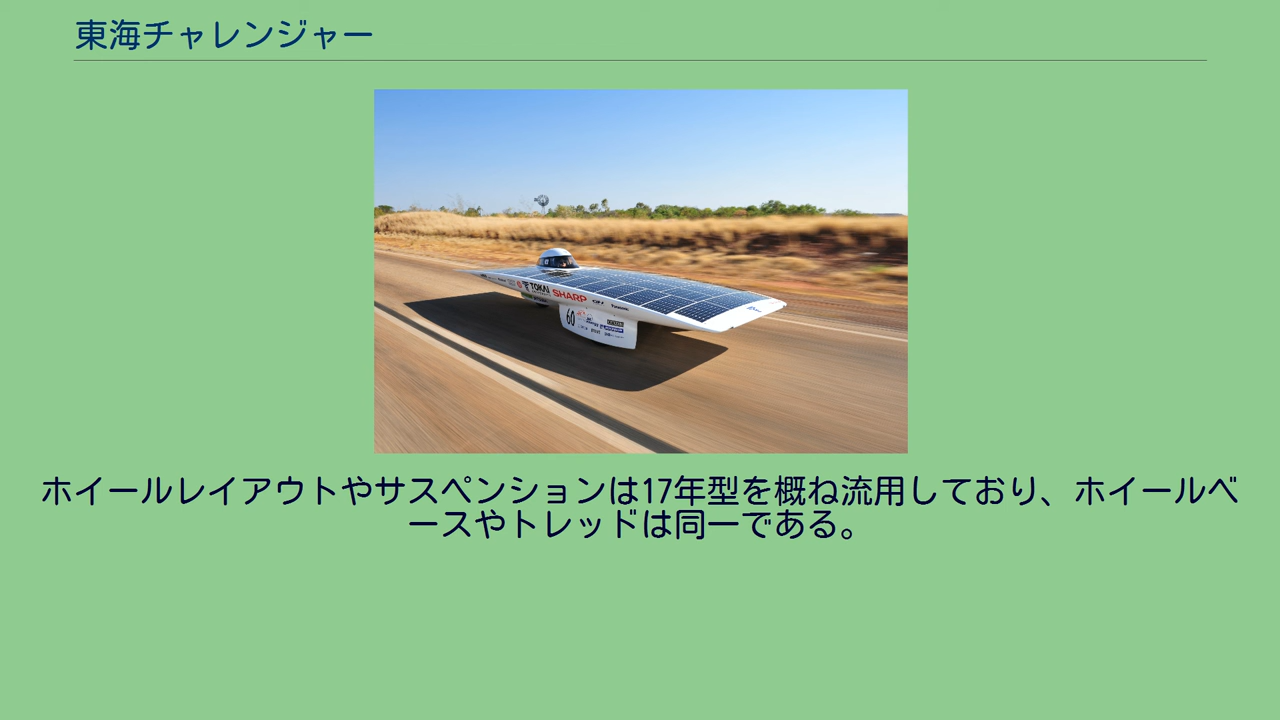 東海チャレンジャー
TOKAI
SHARP
60
ホイールレイアウトやサスペンションは17年型を概ね流用しており、ホイールベ
ースやトレッドは同一である。